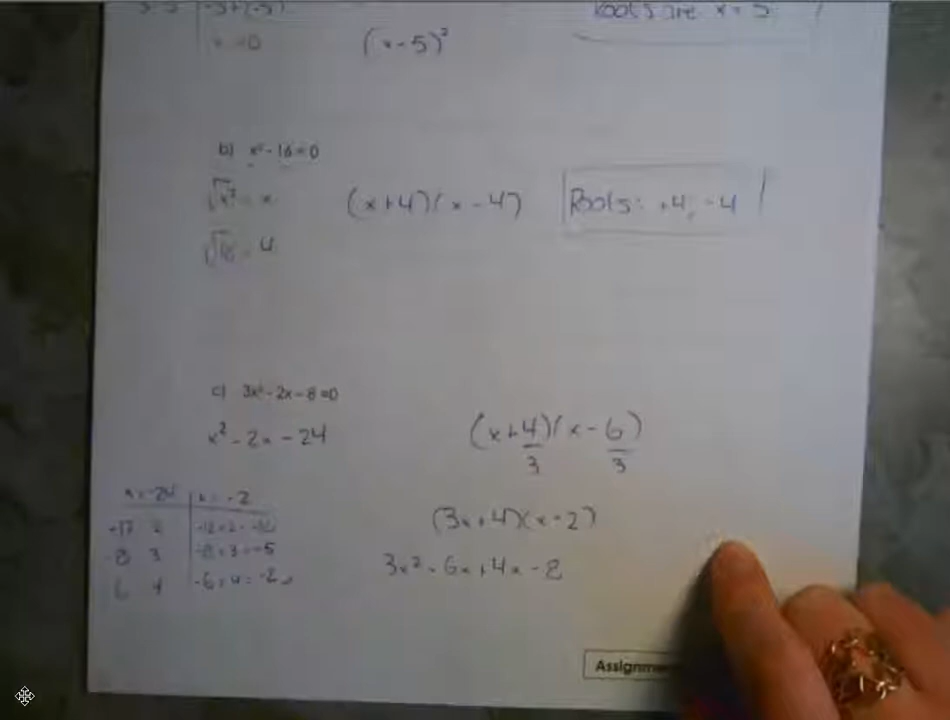 Roots are x = 5
x = 0
(x - 5)²
b) x² - 16 = 0
√x² = x
(x + 4)(x - 4)
Roots: +4, -4
√16 = 4
c) 3x² - 2x - 8 = 0
x² - 2x - 24
(x + 4/3)(x - 6/3)
x = -24 | x = -2
-12 2 | -12 + 2 = -10
-8 3 | -8 + 3 = -5
6 4 | -6 + 4 = -2
(3x + 4)(x - 2)
3x² - 6x + 4x - 8